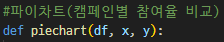 #파이차트(캠페인별 참여율 비교)
def piechart(df, x, y):